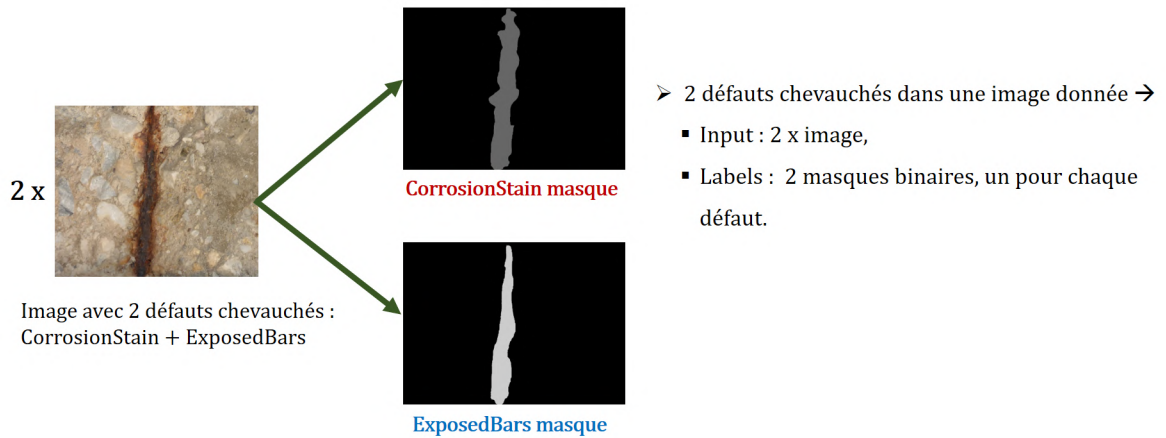 2 x
Image avec 2 défauts chevauchés :
CorrosionStain + ExposedBars
CorrosionStain masque
ExposedBars masque
➢ 2 défauts chevauchés dans une image donnée →
▪ Input : 2 x image,
▪ Labels : 2 masques binaires, un pour chaque
défaut.